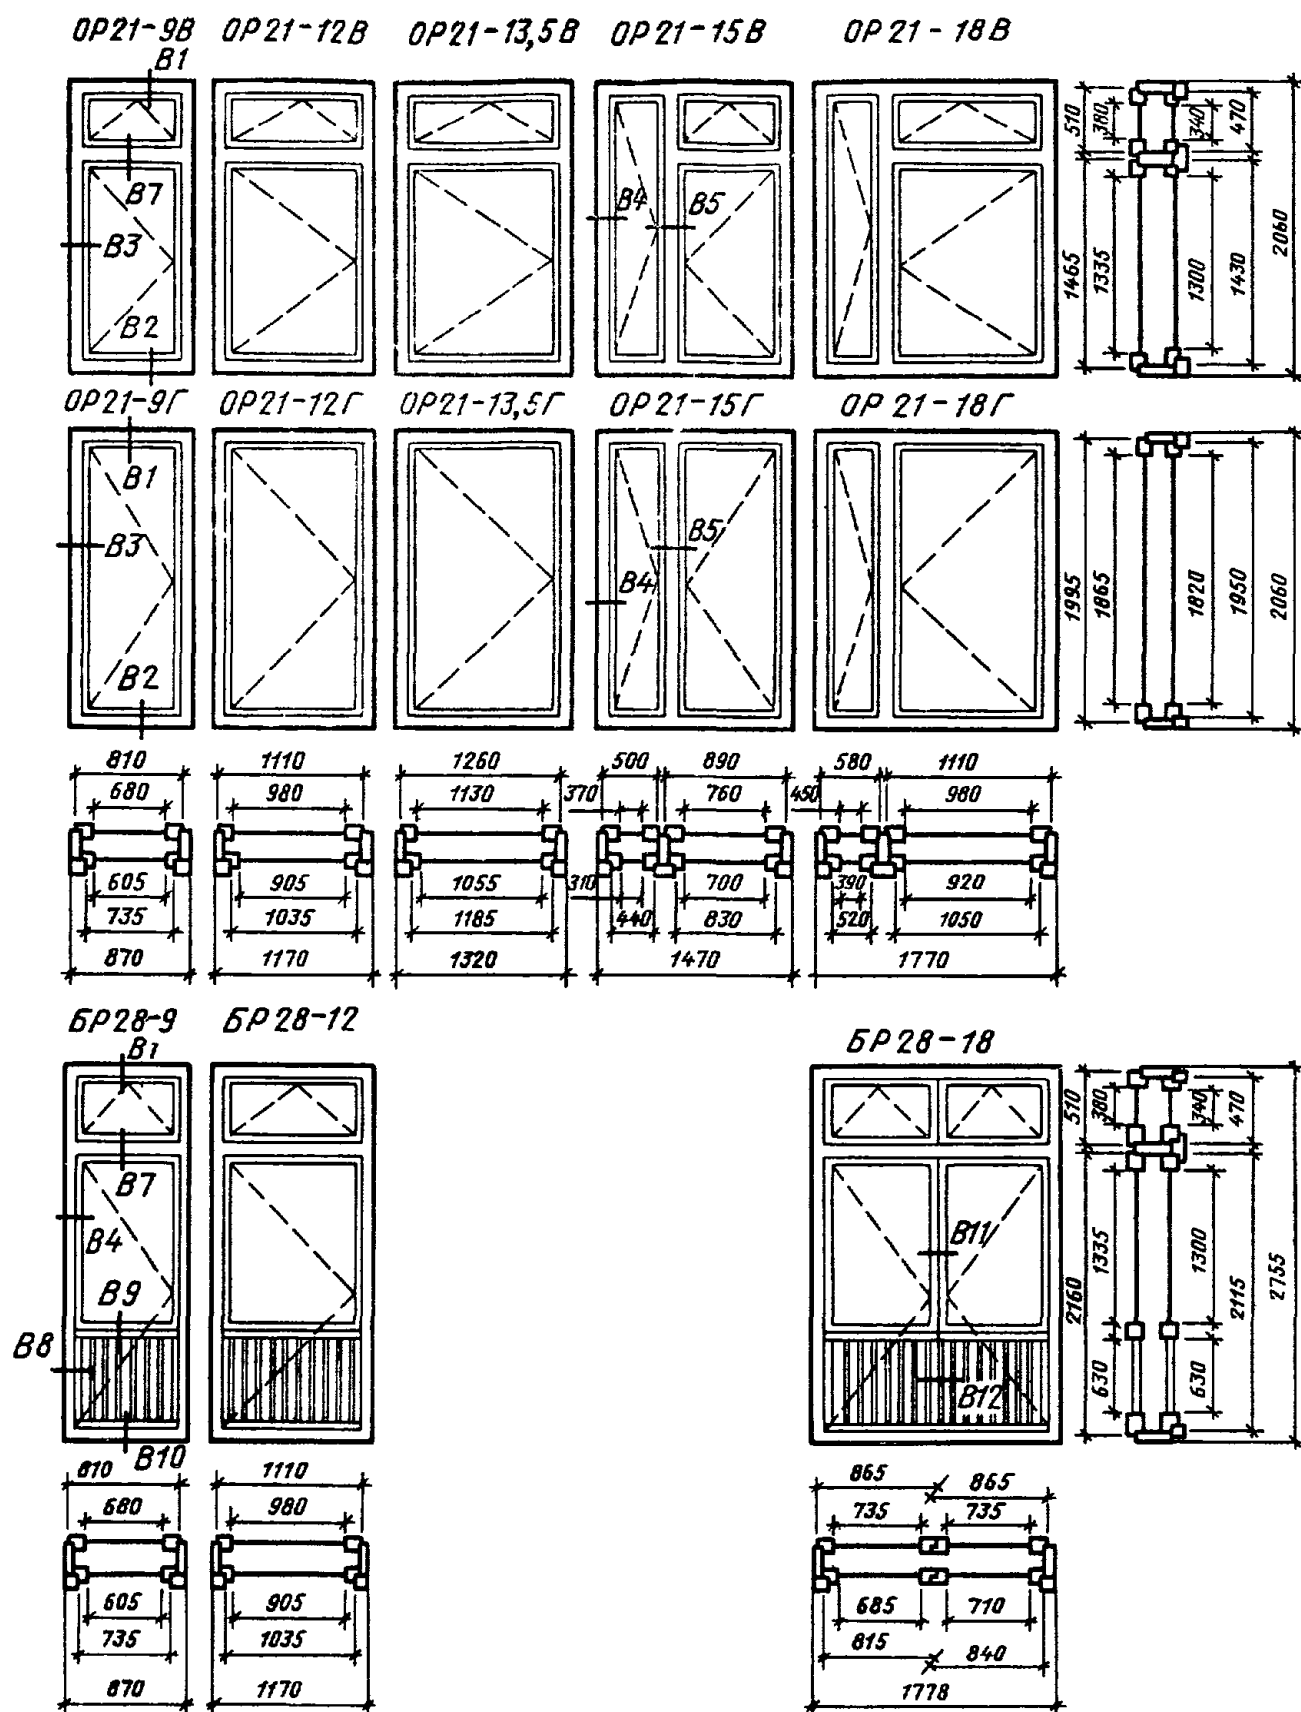 ОР21-9В ОР21-12В ОР21-13,5В ОР21-15В ОР21-18В
В1
В7
В3
В2
В4 В5
510 380 340 470
1465 1335 1300 1430 2060
ОР21-9Г ОР21-12Г ОР21-13,5Г ОР21-15Г ОР21-18Г
В1
В3
В2
В5
В4
1995 1865 1820 1950 2060
810 1110 1260 500 890 580 1110
680 980 1130 370 760 450 980
605 905 1055 310 700 390 920
735 1035 1185 440 830 520 1050
870 1170 1320 1470 1770
БР28-9 БР28-12 БР28-18
В1
В7
В4
В9
В8
В10
В11
В12
510 380 340 470
2160 1335 1300 2115 2755
630 630
810 1110 865 865
680 980 735 735
605 905 685 710
735 1035 815 840
870 1170 1778